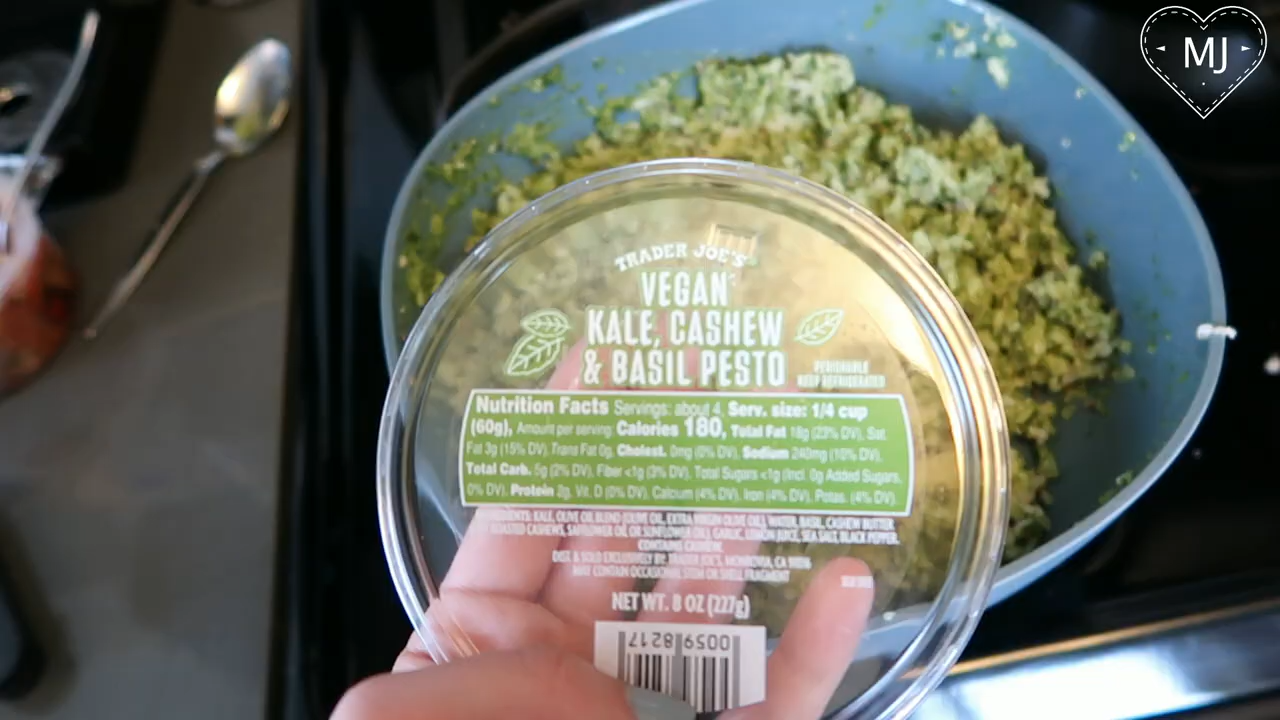 MJ
TRADER JOE'S
VEGAN
KALE, CASHEW
& BASIL PESTO
PERISHABLE
KEEP REFRIGERATED
Nutrition Facts Servings: about 4, Serv. size: 1/4 cup
(60g), Amount per serving: Calories 180, Total Fat 18g (23% DV), Sat.
Fat 3g (15% DV), Trans Fat 0g, Cholest. 0mg (0% DV), Sodium 240mg (10% DV),
Total Carb. 5g (2% DV), Fiber <1g (3% DV), Total Sugars <1g (Incl. 0g Added Sugars,
0% DV), Protein 2g, Vit. D (0% DV), Calcium (4% DV), Iron (4% DV), Potas. (4% DV)
INGREDIENTS: KALE, OLIVE OIL BLEND (OLIVE OIL, EXTRA VIRGIN OLIVE OIL), WATER, BASIL, CASHEW BUTTER
ROASTED CASHEWS, SAFFLOWER OIL OR SUNFLOWER OIL), GARLIC, LEMON JUICE, SEA SALT, BLACK PEPPER.
CONTAINS CASHEW.
DIST. & SOLD EXCLUSIVELY BY: TRADER JOE'S, MONROVIA, CA 91016
MAY CONTAIN OCCASIONAL STEM OR SHELL FRAGMENT
NET WT. 8 OZ (227g)
0059 8217